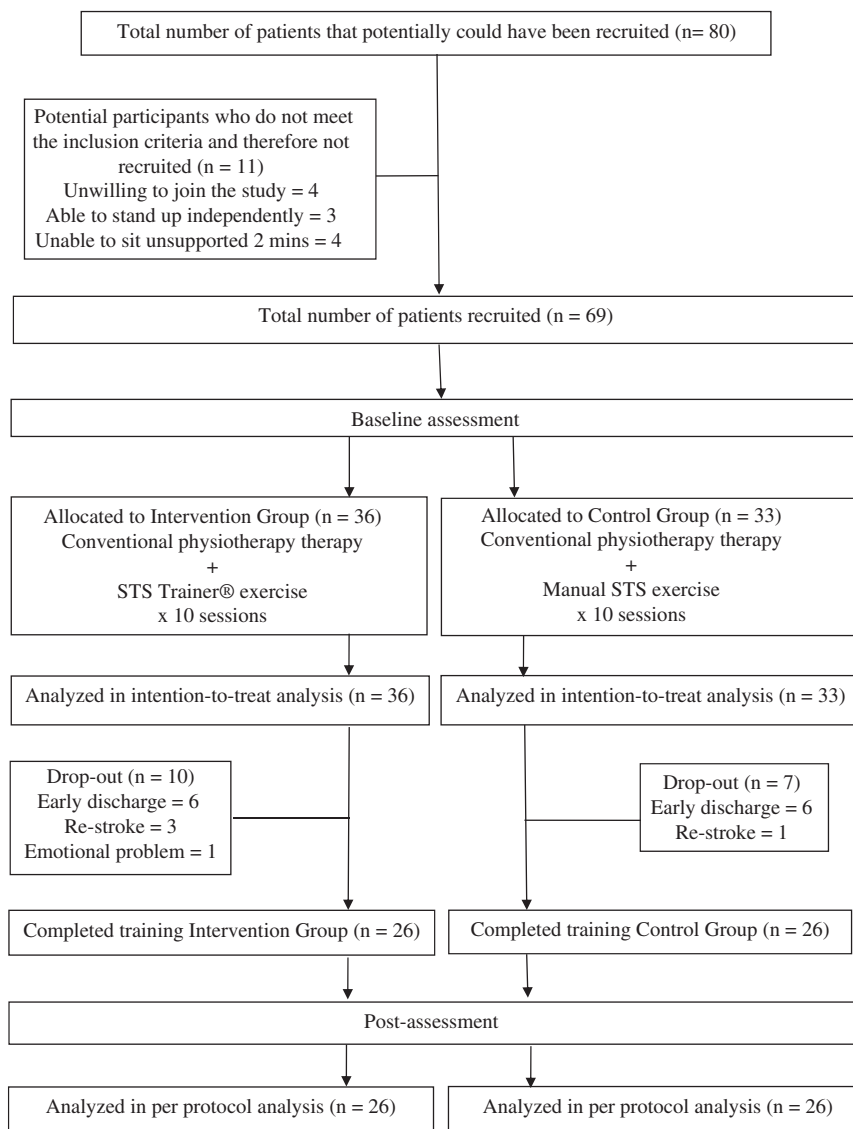 Total number of patients that potentially could have been recruited (n= 80)
Potential participants who do not meet
the inclusion criteria and therefore not
recruited (n = 11)
Unwilling to join the study = 4
Able to stand up independently = 3
Unable to sit unsupported 2 mins = 4
Total number of patients recruited (n = 69)
Baseline assessment
Allocated to Intervention Group (n = 36)
Conventional physiotherapy therapy
+
STS Trainer® exercise
x 10 sessions
Allocated to Control Group (n = 33)
Conventional physiotherapy therapy
+
Manual STS exercise
x 10 sessions
Analyzed in intention-to-treat analysis (n = 36)
Analyzed in intention-to-treat analysis (n = 33)
Drop-out (n = 10)
Early discharge = 6
Re-stroke = 3
Emotional problem = 1
Drop-out (n = 7)
Early discharge = 6
Re-stroke = 1
Completed training Intervention Group (n = 26)
Completed training Control Group (n = 26)
Post-assessment
Analyzed in per protocol analysis (n = 26)
Analyzed in per protocol analysis (n = 26)